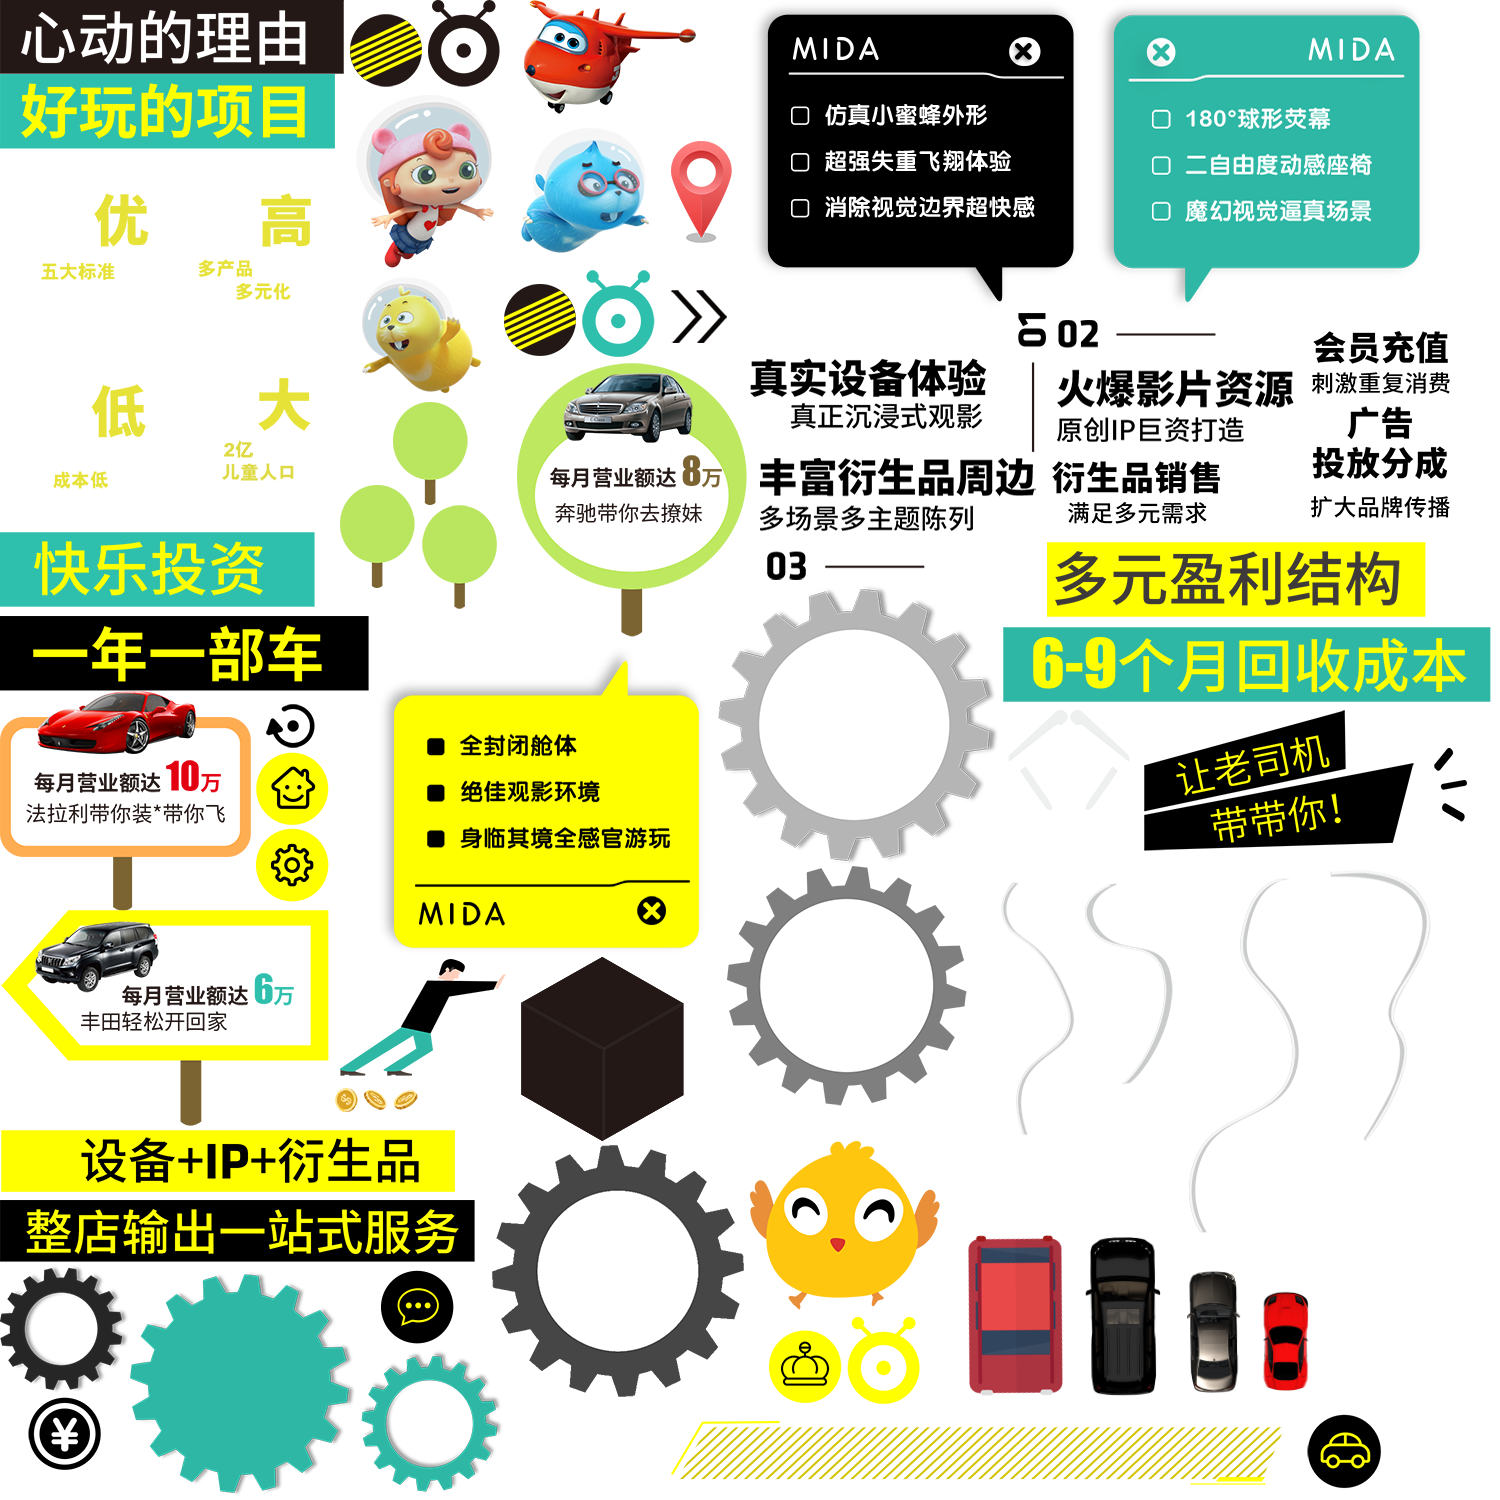 心动的理由
好玩的项目
优
五大标准
高
多产品
多元化
低
成本低
大
2亿
儿童人口
快乐投资
一年一部车
每月营业额达 10万
法拉利带你装*带你飞
每月营业额达 6万
丰田轻松开回家
设备+IP+衍生品
整店输出一站式服务
每月营业额达 8万
奔驰带你去撩妹
全封闭舱体
绝佳观影环境
身临其境全感官游玩
MIDA
MIDA
仿真小蜜蜂外形
超强失重飞翔体验
消除视觉边界超快感
MIDA
180°球形荧幕
二自由度动感座椅
魔幻视觉逼真场景
01
真实设备体验
真正沉浸式观影
02
火爆影片资源
原创IP巨资打造
丰富衍生品周边
多场景多主题陈列
03
衍生品销售
满足多元需求
会员充值
刺激重复消费
广告
投放分成
扩大品牌传播
多元盈利结构
6-9个月回收成本
让老司机
带带你!
¥